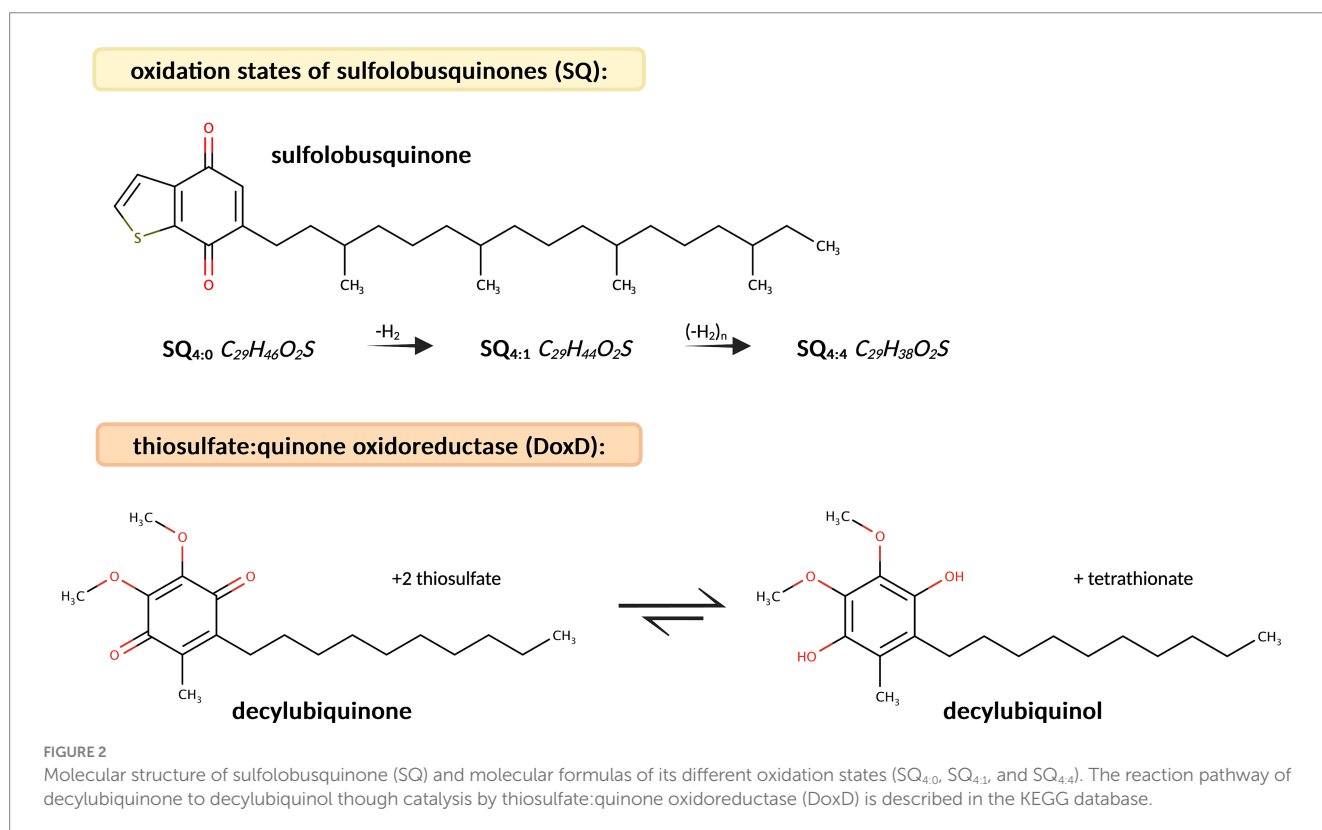 oxidation states of sulfolobusquinones (SQ):
O
sulfolobusquinone
S
O
CH₃
CH₃
CH₃
CH₃
CH₃
-H₂
(-H₂)ₙ
SQ₄:₀ C₂₉H₄₆O₂S
SQ₄:₁ C₂₉H₄₄O₂S
SQ₄:₄ C₂₉H₃₈O₂S
thiosulfate:quinone oxidoreductase (DoxD):
H₃C
O
H₃C
O
O
O
CH₃
CH₃
+2 thiosulfate
decylubiquinone
H₃C
O
H₃C
O
OH
HO
CH₃
CH₃
+ tetrathionate
decylubiquinol
FIGURE 2
Molecular structure of sulfolobusquinone (SQ) and molecular formulas of its different oxidation states (SQ₄:₀, SQ₄:₁, and SQ₄:₄). The reaction pathway of
decylubiquinone to decylubiquinol though catalysis by thiosulfate:quinone oxidoreductase (DoxD) is described in the KEGG database.